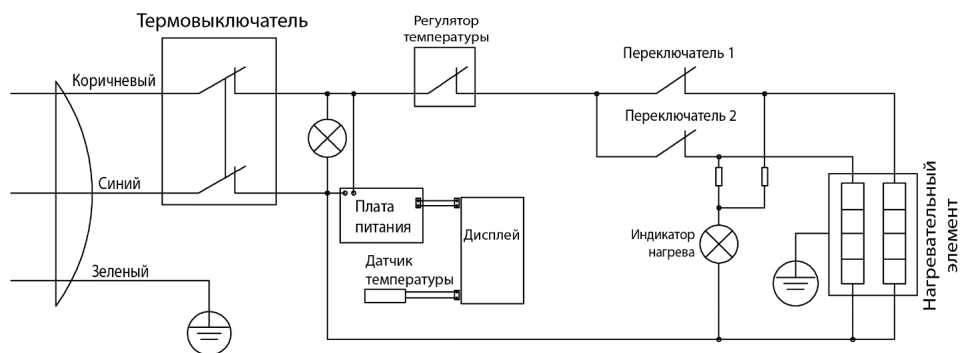 Термовыключатель
Регулятор
температуры
Переключатель 1
Коричневый
Переключатель 2
Синий
Плата
питания
Дисплей
Индикатор
нагрева
Датчик
температуры
Зеленый
Нагревательный
элемент